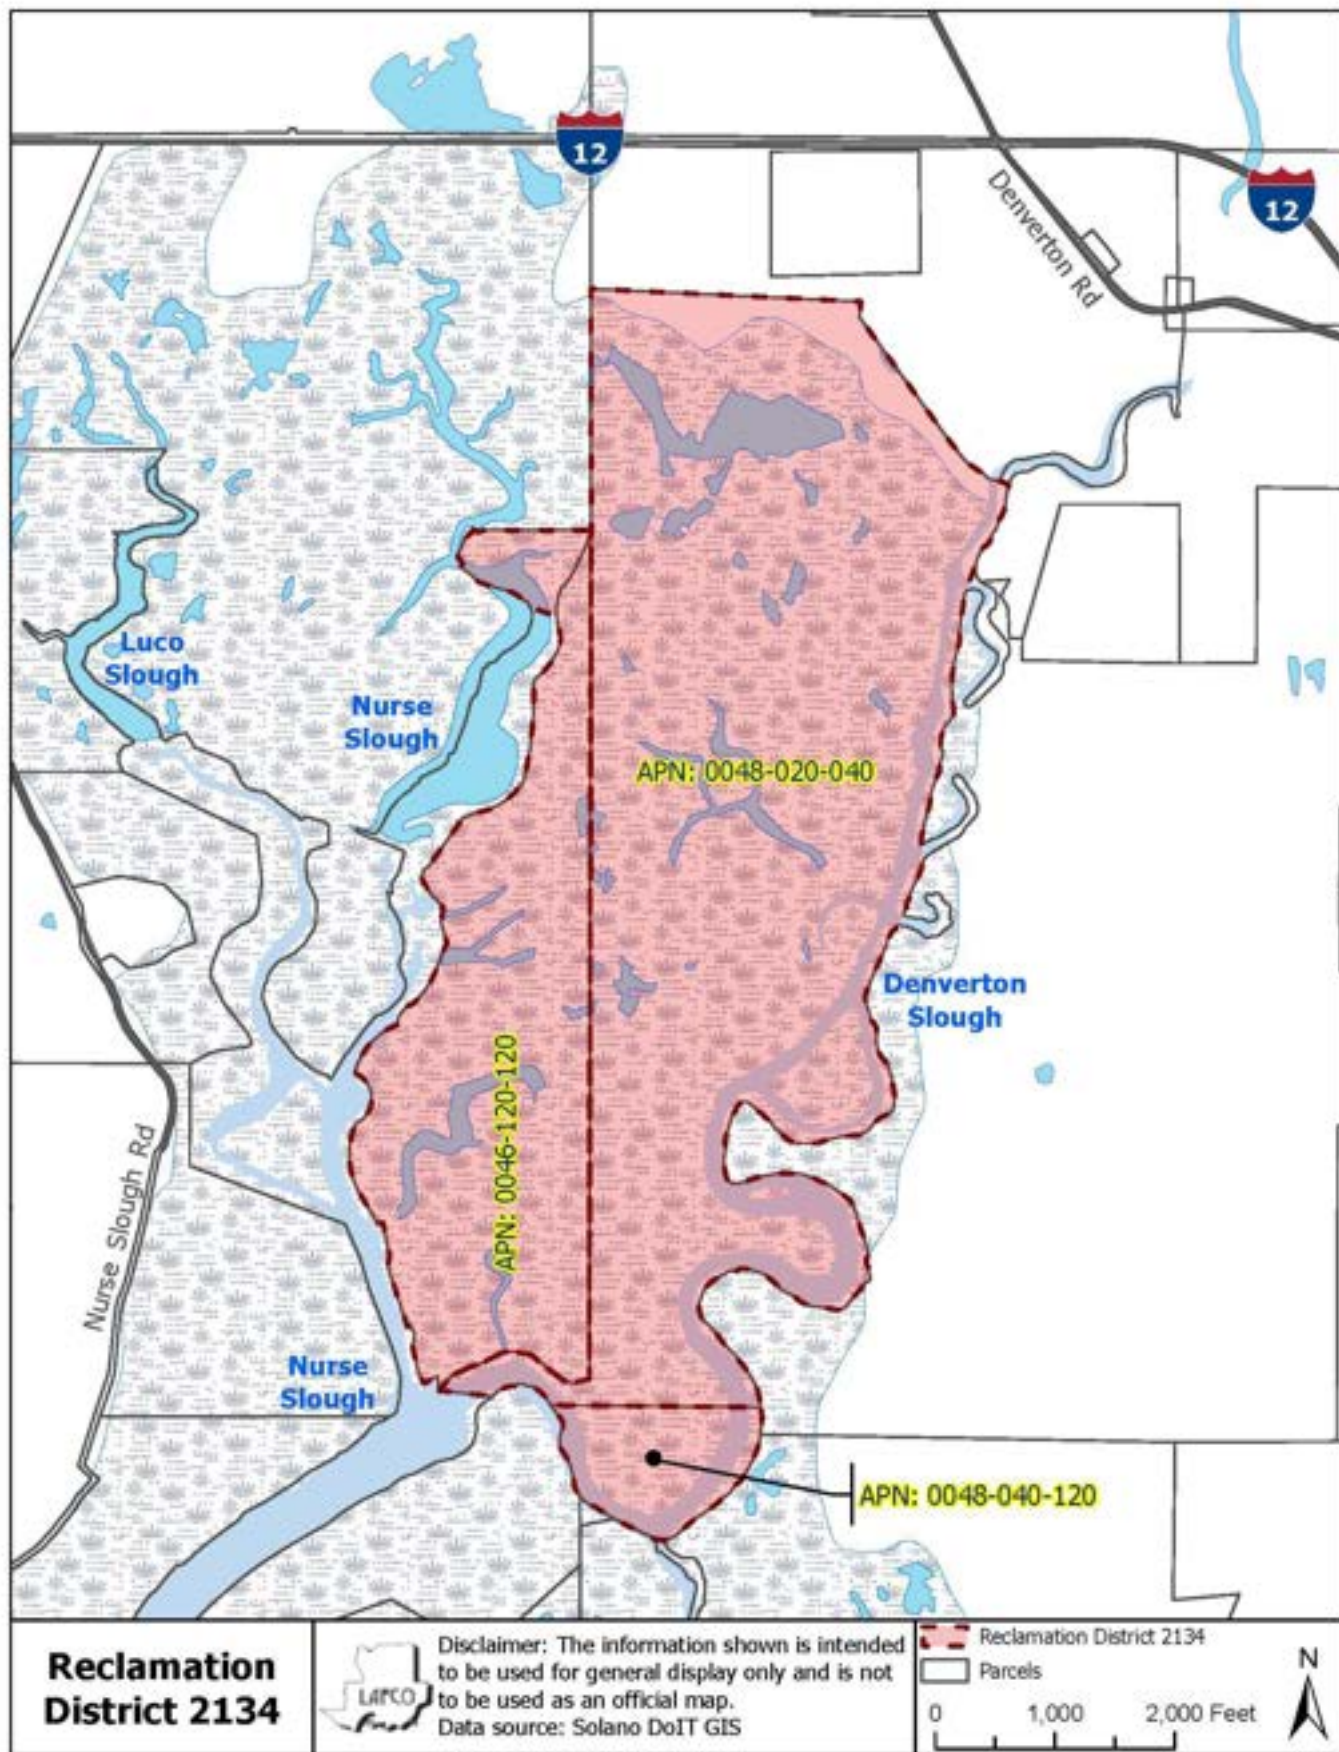 12
12
Denverton Rd
Luco
Slough
Nurse
Slough
APN: 0048-020-040
Denverton
Slough
APN: 0046-120-120
Nurse Slough Rd
Nurse
Slough
APN: 0048-040-120
Reclamation
District 2134
LAFCO
Disclaimer: The information shown is intended
to be used for general display only and is not
to be used as an official map.
Data source: Solano DoIT GIS
Reclamation District 2134
Parcels
0 1,000 2,000 Feet
N